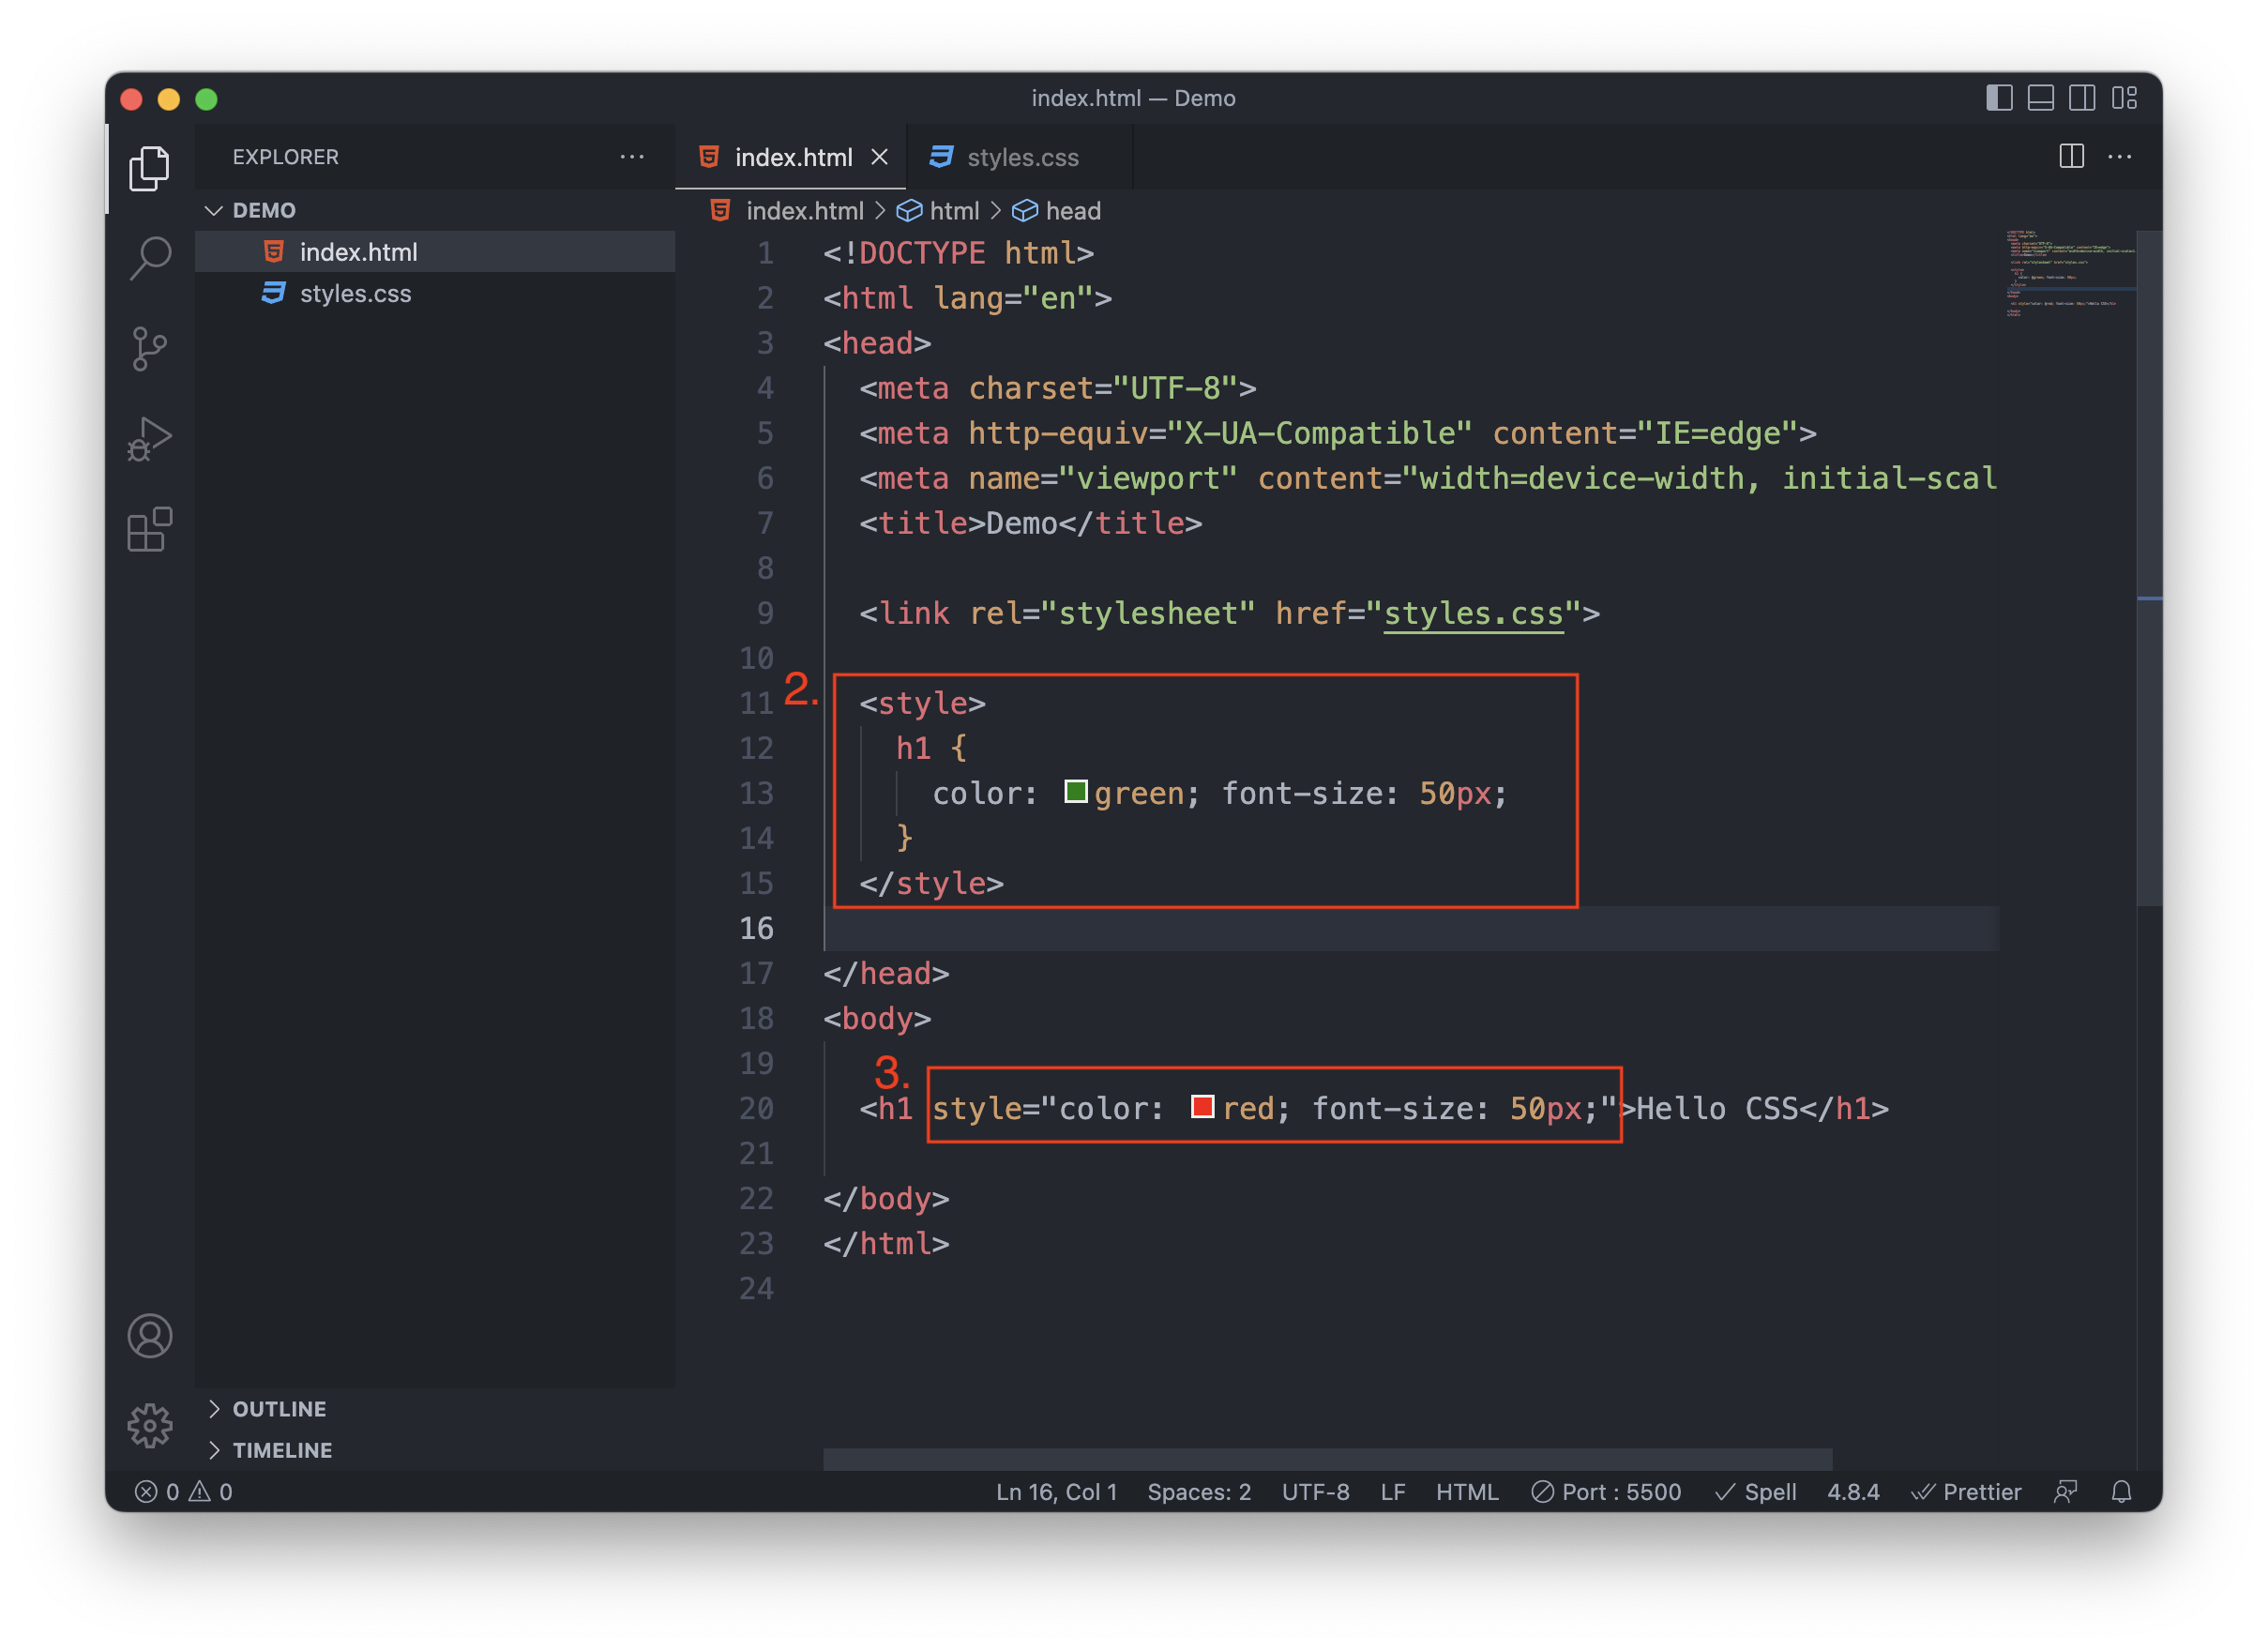 index.html — Demo
EXPLORER
index.html
styles.css
DEMO
index.html
styles.css
index.html > html > head
1 <!DOCTYPE html>
2 <html lang="en">
3 <head>
4 <meta charset="UTF-8">
5 <meta http-equiv="X-UA-Compatible" content="IE=edge">
6 <meta name="viewport" content="width=device-width, initial-scal
7 <title>Demo</title>
8
9 <link rel="stylesheet" href="styles.css">
10
2.
11 <style>
12 h1 {
13 color: green; font-size: 50px;
14 }
15 </style>
16
17 </head>
18 <body>
19
3.
20 <h1 style="color: red; font-size: 50px;">Hello CSS</h1>
21
22 </body>
23 </html>
24
OUTLINE
TIMELINE
0 0 Ln 16, Col 1 Spaces: 2 UTF-8 LF HTML Port : 5500 Spell 4.8.4 Prettier